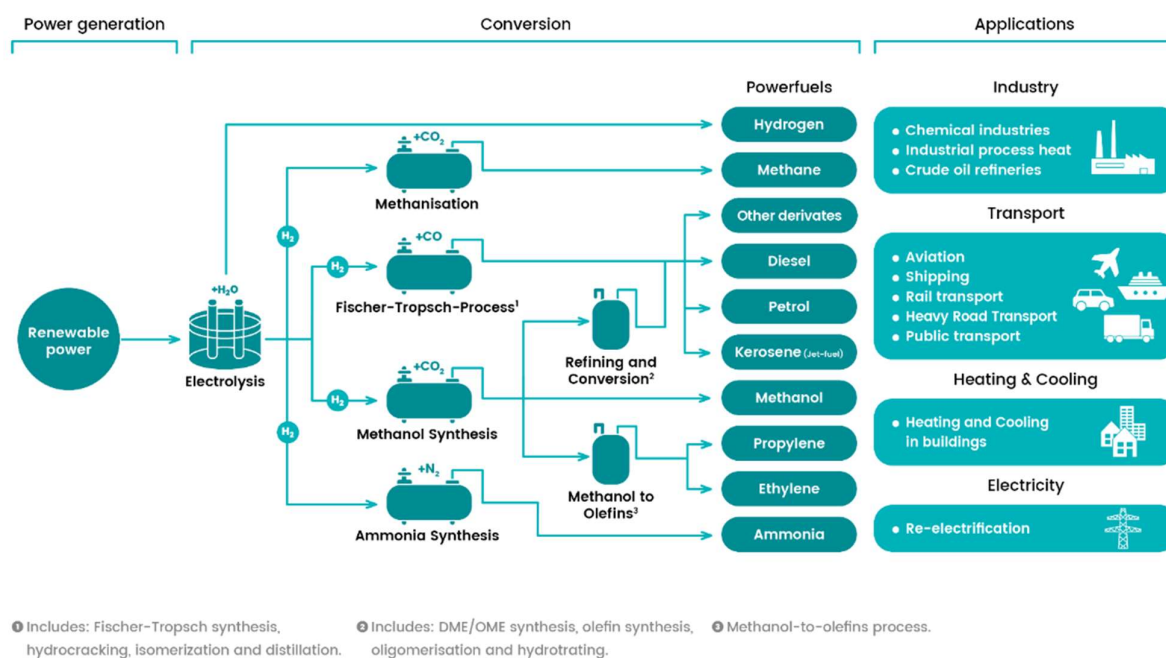 Power generation
Conversion
Applications
Powerfuels
Industry
Hydrogen
Methane
Other derivates
Diesel
Petrol
Kerosene (Jet-fuel)
Methanol
Propylene
Ethylene
Ammonia
Renewable
power
+H₂O
Electrolysis
H₂
H₂
H₂
H₂
+CO₂
Methanisation
+CO
Fischer-Tropsch-Process¹
+CO₂
Methanol Synthesis
+N₂
Ammonia Synthesis
Refining and
Conversion²
Methanol to
Olefins³
• Chemical industries
• Industrial process heat
• Crude oil refineries
Transport
• Aviation
• Shipping
• Rail transport
• Heavy Road Transport
• Public transport
Heating & Cooling
• Heating and Cooling
in buildings
Electricity
• Re-electrification
❶ Includes: Fischer-Tropsch synthesis,
hydrocracking, isomerization and distillation.
❷ Includes: DME/OME synthesis, olefin synthesis,
oligomerisation and hydrotrating.
❸ Methanol-to-olefins process.